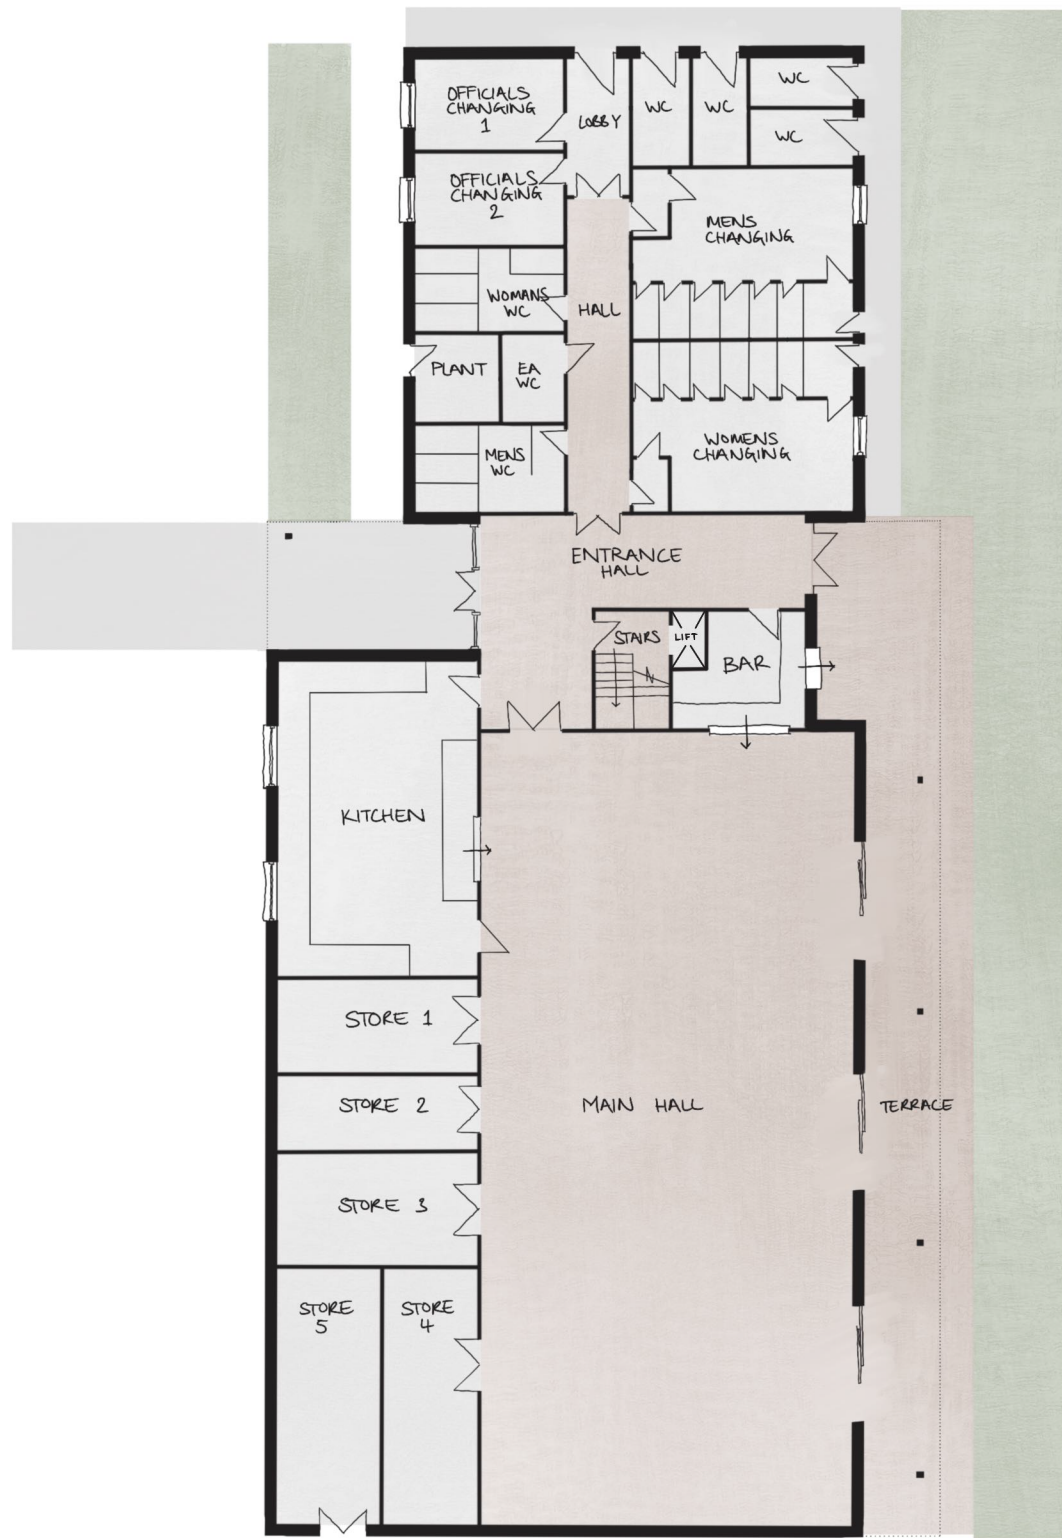 OFFICIALS
CHANGING
1
LOBBY
WC
WC
WC
WC
OFFICIALS
CHANGING
2
MENS
CHANGING
WOMANS
WC
HALL
PLANT
EA
WC
MENS
WC
WOMENS
CHANGING
ENTRANCE
HALL
STAIRS
LIFT
BAR
KITCHEN
STORE 1
STORE 2
MAIN HALL
TERRACE
STORE 3
STORE
5
STORE
4